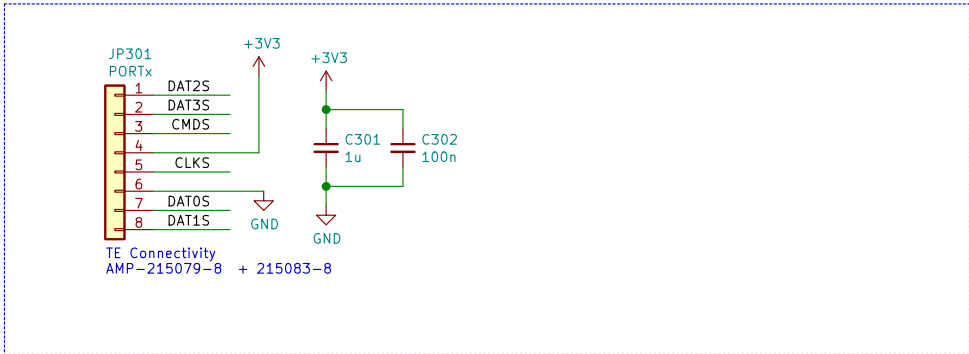 JP301
PORTx
1 DAT2S
2 DAT3S
3 CMDS
4
5 CLKS
6
7 DAT0S
8 DAT1S
+3V3
GND
TE Connectivity
AMP-215079-8 + 215083-8
+3V3
C301
1u
C302
100n
GND